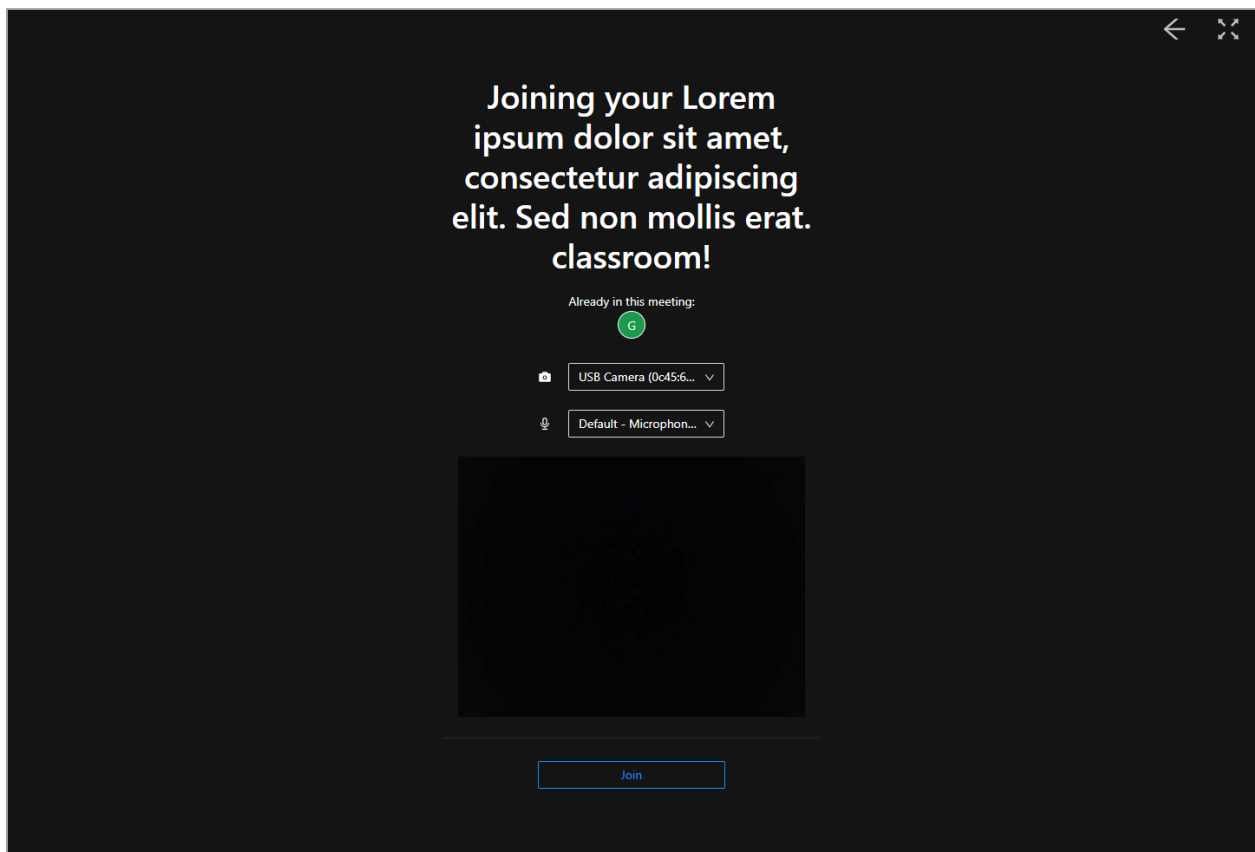 Joining your Lorem
ipsum dolor sit amet,
consectetur adipiscing
elit. Sed non mollis erat.
classroom!
Already in this meeting:
G
USB Camera (0c45:6...
Default - Microphon...
Join